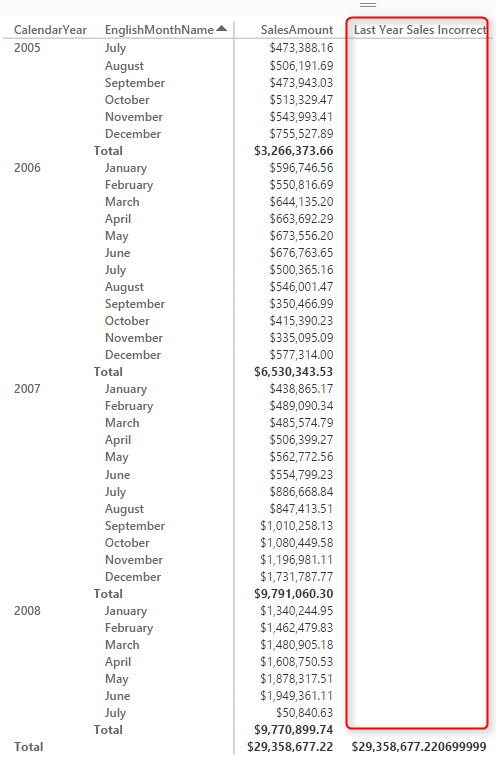 CalendarYear EnglishMonthName SalesAmount Last Year Sales Incorrect
2005 July $473,388.16
August $506,191.69
September $473,943.03
October $513,329.47
November $543,993.41
December $755,527.89
Total $3,266,373.66
2006 January $596,746.56
February $550,816.69
March $644,135.20
April $663,692.29
May $673,556.20
June $676,763.65
July $500,365.16
August $546,001.47
September $350,466.99
October $415,390.23
November $335,095.09
December $577,314.00
Total $6,530,343.53
2007 January $438,865.17
February $489,090.34
March $485,574.79
April $506,399.27
May $562,772.56
June $554,799.23
July $886,668.84
August $847,413.51
September $1,010,258.13
October $1,080,449.58
November $1,196,981.11
December $1,731,787.77
Total $9,791,060.30
2008 January $1,340,244.95
February $1,462,479.83
March $1,480,905.18
April $1,608,750.53
May $1,878,317.51
June $1,949,361.11
July $50,840.63
Total $9,770,899.74
Total $29,358,677.22 $29,358,677.220699999